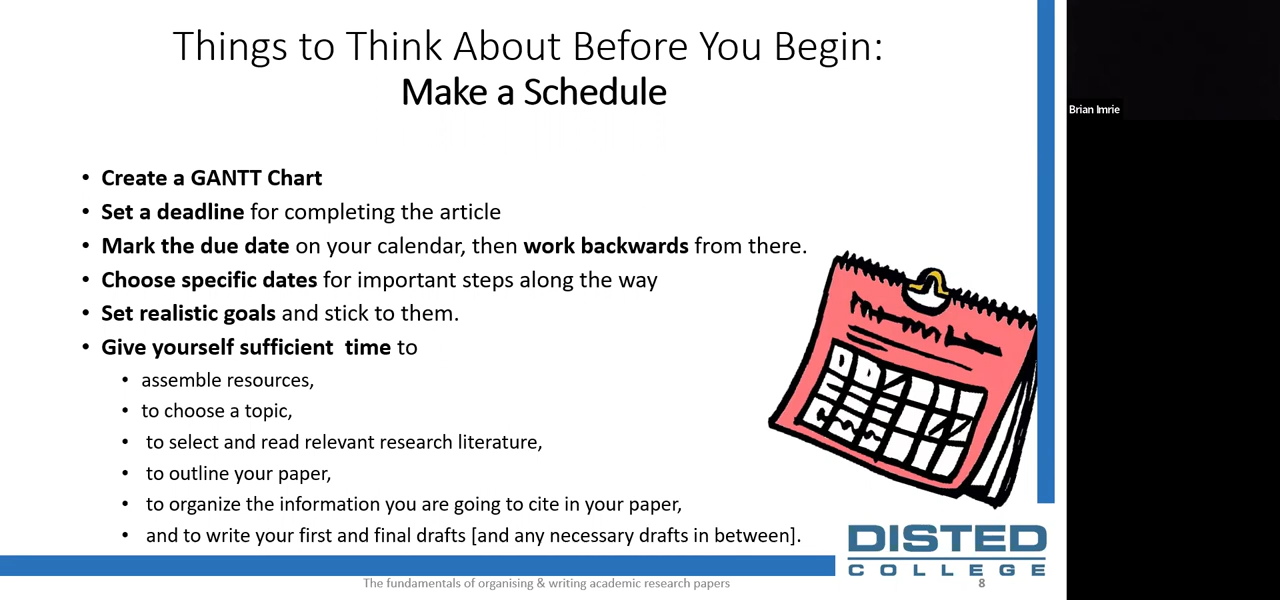 Things to Think About Before You Begin:
Make a Schedule
Brian Imrie
• Create a GANTT Chart
• Set a deadline for completing the article
• Mark the due date on your calendar, then work backwards from there.
• Choose specific dates for important steps along the way
• Set realistic goals and stick to them.
• Give yourself sufficient  time to
• assemble resources,
• to choose a topic,
• to select and read relevant research literature,
• to outline your paper,
• to organize the information you are going to cite in your paper,
• and to write your first and final drafts [and any necessary drafts in between].
DISTED
COLLEGE
The fundamentals of organising & writing academic research papers
8